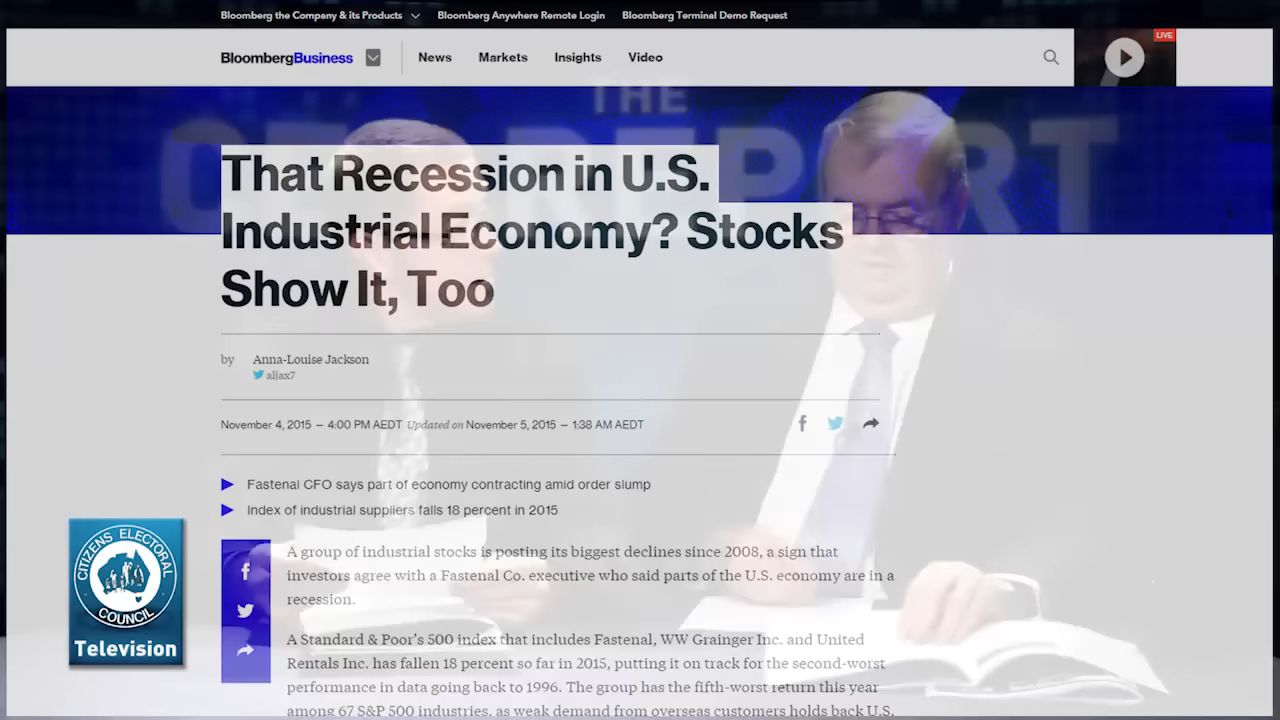 Bloomberg the Company & its Products Bloomberg Anywhere Remote Login Bloomberg Terminal Demo Request
LIVE
BloombergBusiness News Markets Insights Video
THE
CEC REPORT
That Recession in U.S.
Industrial Economy? Stocks
Show It, Too
by Anna-Louise Jackson
aljax7
November 4, 2015 — 4:00 PM AEDT Updated on November 5, 2015 — 1:38 AM AEDT
Fastenal CFO says part of economy contracting amid order slump
Index of industrial suppliers falls 18 percent in 2015
A group of industrial stocks is posting its biggest declines since 2008, a sign that
investors agree with a Fastenal Co. executive who said parts of the U.S. economy are in a
recession.
A Standard & Poor's 500 index that includes Fastenal, WW Grainger Inc. and United
Rentals Inc. has fallen 18 percent so far in 2015, putting it on track for the second-worst
performance in data going back to 1996. The group has the fifth-worst return this year
among 67 S&P 500 industries, as weak demand from overseas customers holds back U.S.
CITIZENS ELECTORAL
COUNCIL
Television